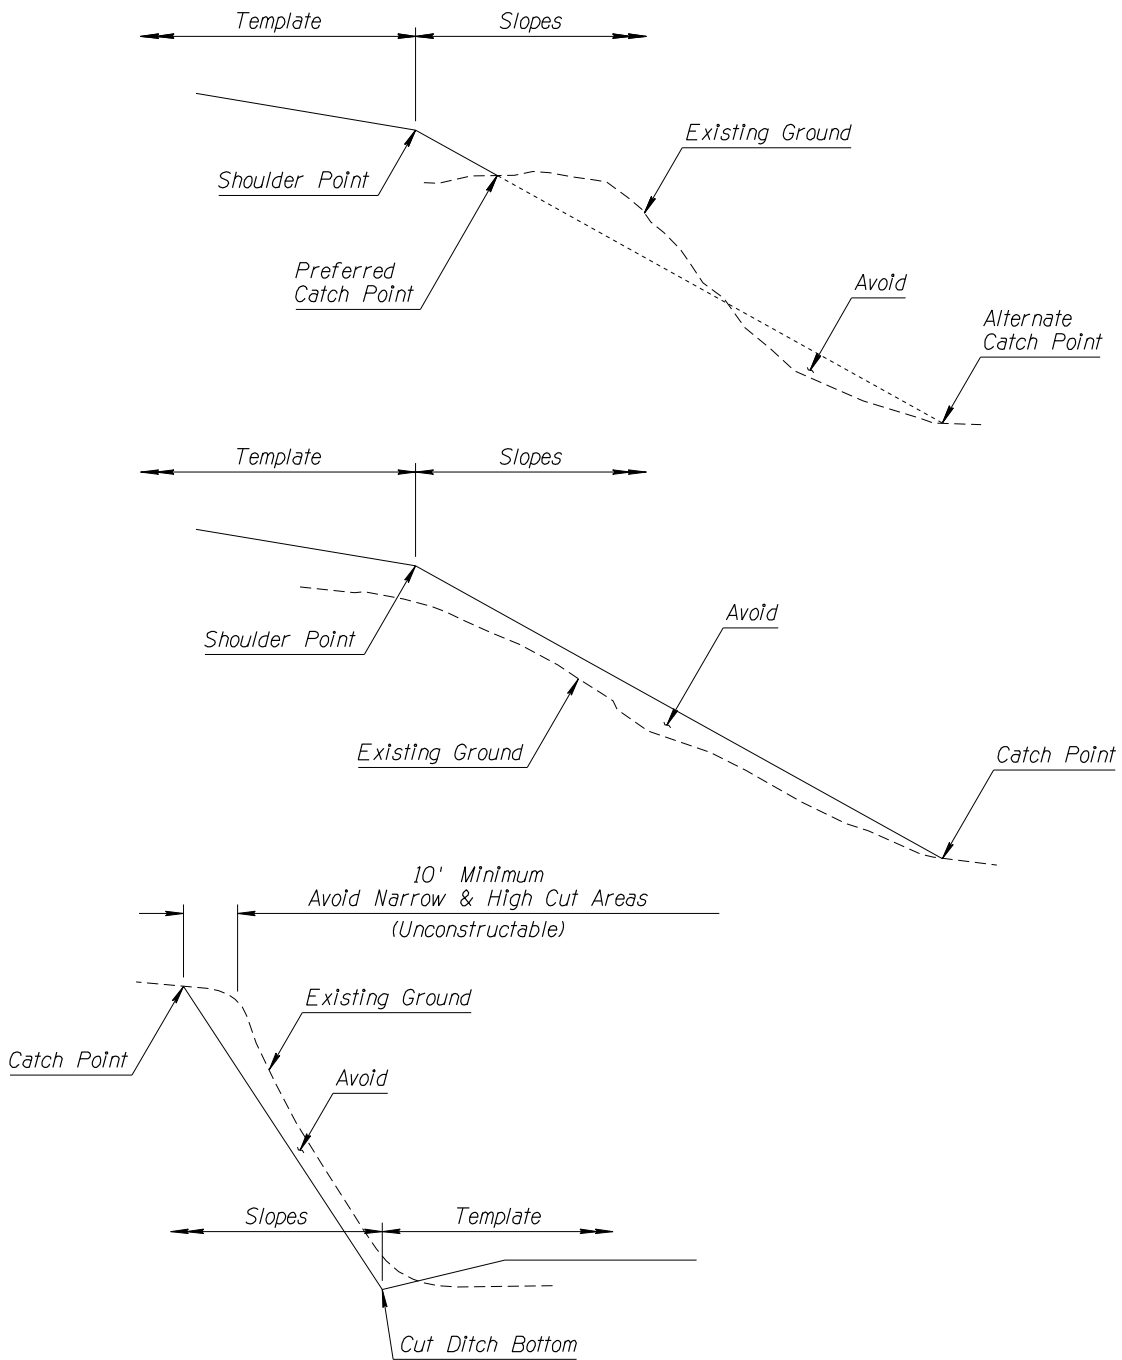 Template
Slopes
Existing Ground
Shoulder Point
Preferred
Catch Point
Avoid
Alternate
Catch Point
Template
Slopes
Avoid
Shoulder Point
Existing Ground
Catch Point
10' Minimum
Avoid Narrow & High Cut Areas
(Unconstructable)
Existing Ground
Catch Point
Avoid
Slopes
Template
Cut Ditch Bottom